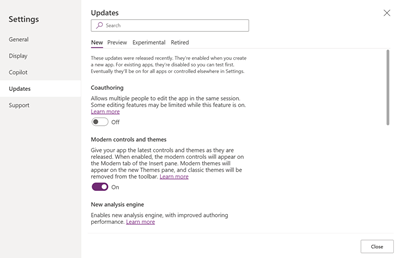 Settings
General
Display
Copilot
Updates
Support
Updates
Search
New Preview Experimental Retired
These updates were released recently. They're enabled when you create
a new app. For existing apps, they're disabled so you can test first.
Eventually they'll be on for all apps or controlled elsewhere in Settings.
Coauthoring
Allows multiple people to edit the app in the same session.
Some editing features may be limited while this feature is on.
Learn more
Off
Modern controls and themes
Give your app the latest controls and themes as they are
released. When enabled, the modern controls will appear
on the Modern tab of the Insert pane. Modern themes will
appear on the new Themes pane, and classic themes will be
removed from the toolbar. Learn more
On
New analysis engine
Enables new analysis engine, with improved authoring
performance. Learn more
Close